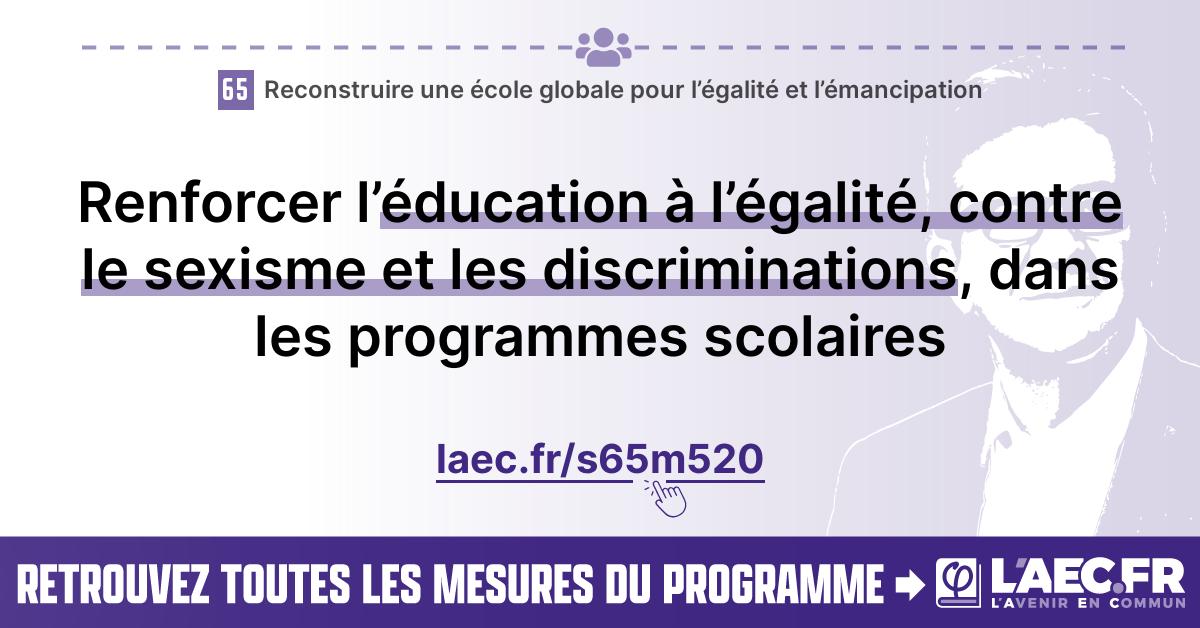 65 Reconstruire une école globale pour l’égalité et l’émancipation
Renforcer l’éducation à l’égalité, contre
le sexisme et les discriminations, dans
les programmes scolaires
laec.fr/s65m520
RETROUVEZ TOUTES LES MESURES DU PROGRAMME
φ
L'AEC.FR
L'AVENIR EN COMMUN